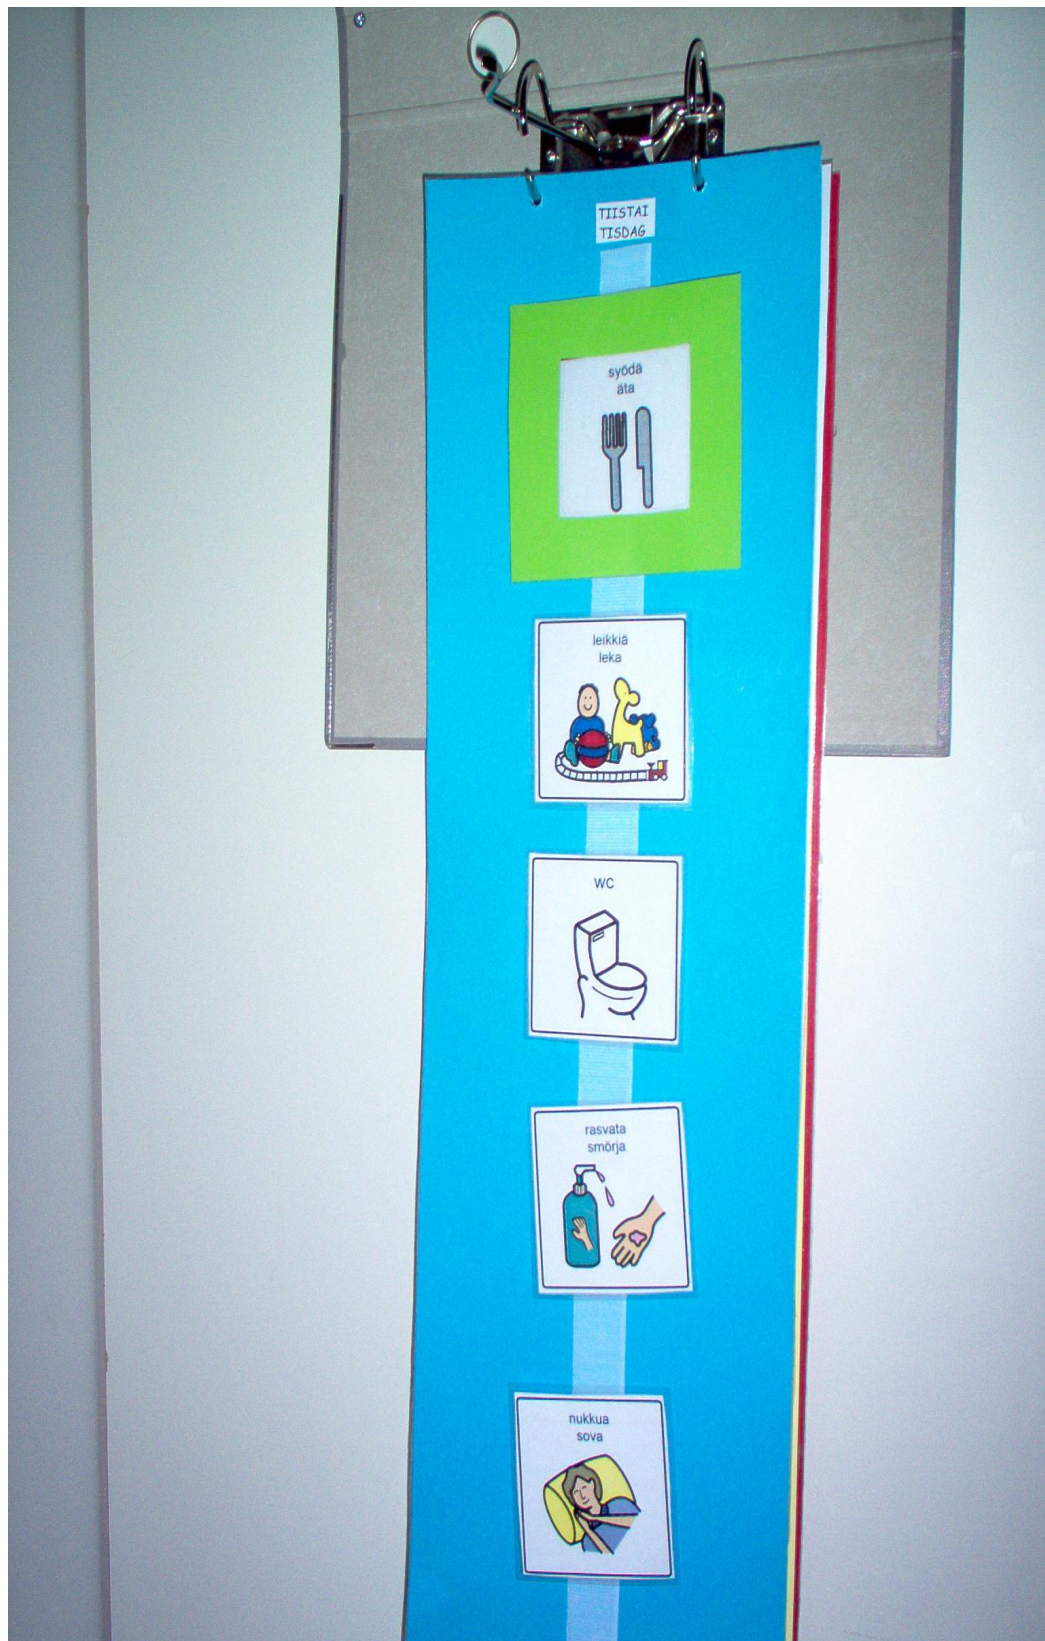 TIISTAI
TISDAG
syödä
äta
leikkiä
leka
WC
rasvata
smörja
nukkua
sova